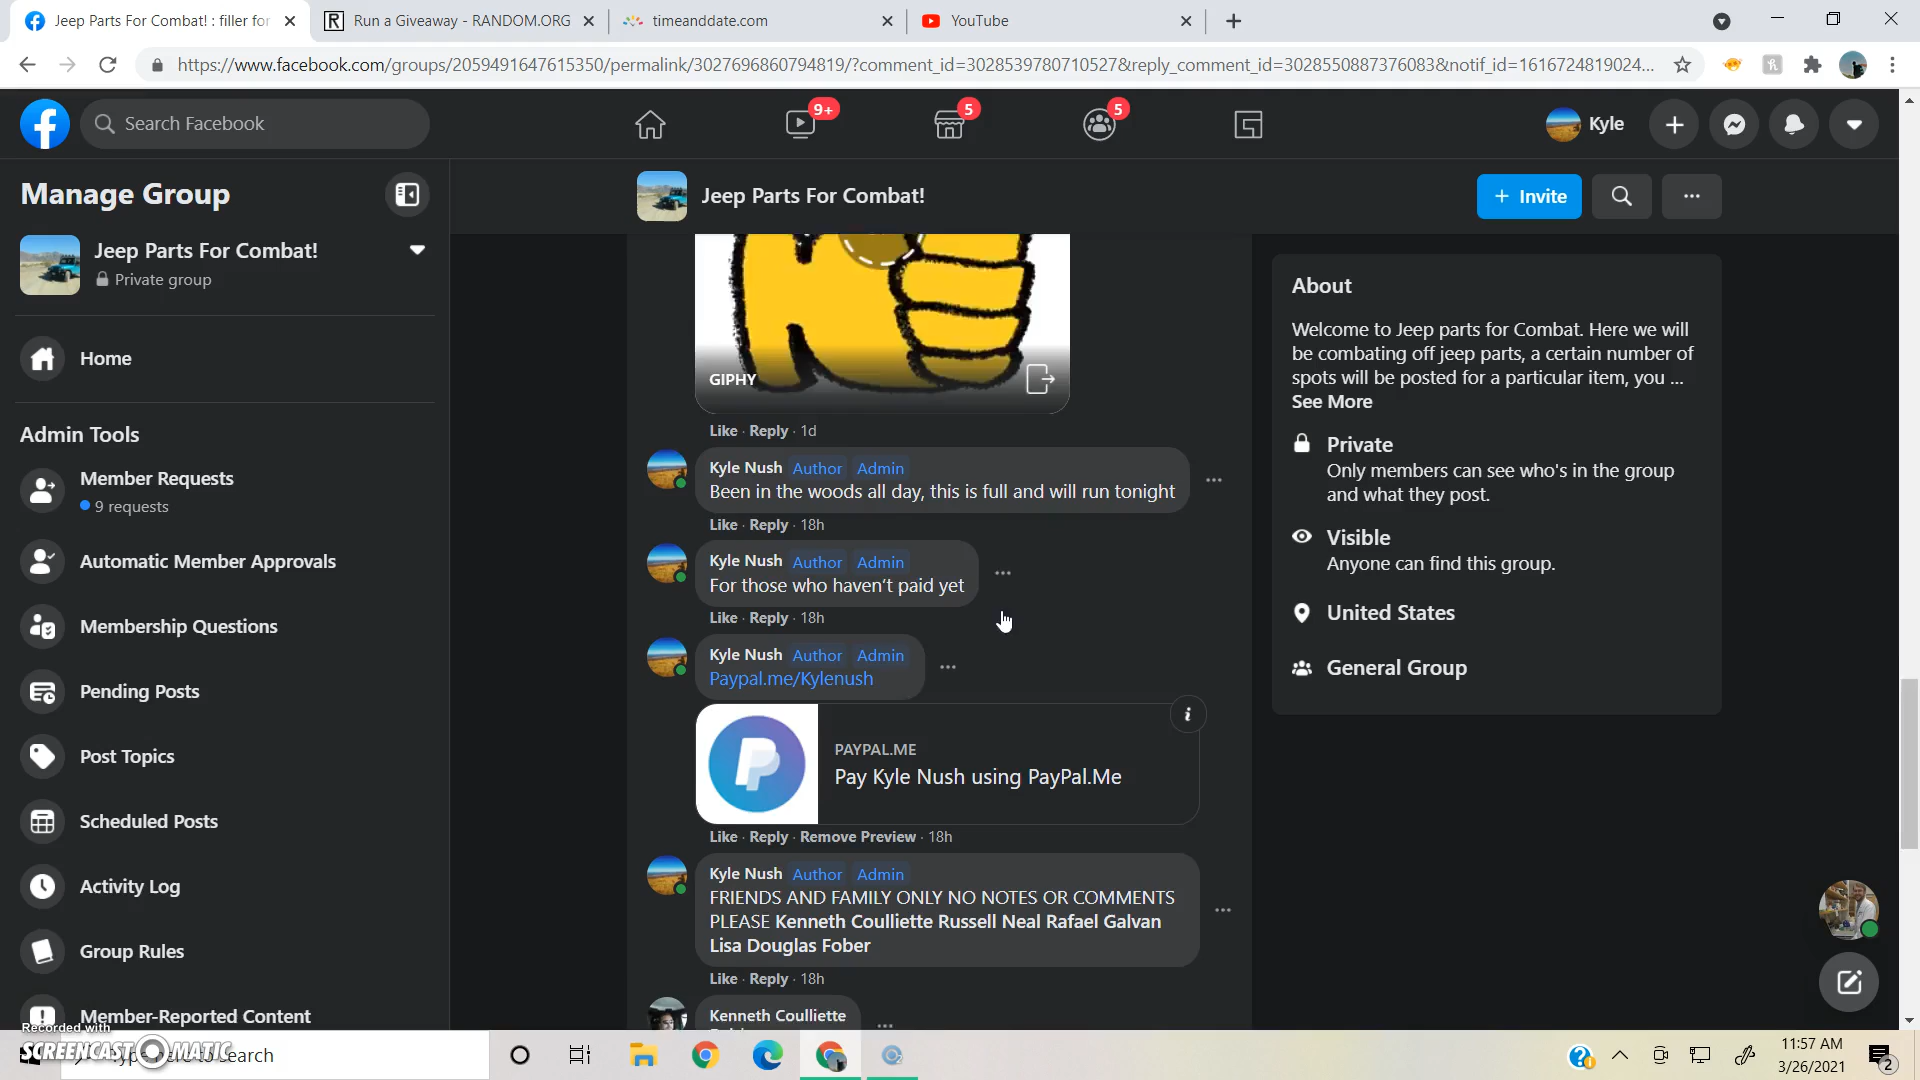 Jeep Parts For Combat! : filler for
Run a Giveaway - RANDOM.ORG
timeanddate.com
YouTube
https://www.facebook.com/groups/2059491647615350/permalink/3027696860794819/?comment_id=3028539780710527&reply_comment_id=3028550887376083&notif_id=1616724819024...
Search Facebook
9+
5
5
Kyle
Manage Group
Jeep Parts For Combat!
Private group
Home
Admin Tools
Member Requests
9 requests
Automatic Member Approvals
Membership Questions
Pending Posts
Post Topics
Scheduled Posts
Activity Log
Group Rules
Member-Reported Content
Jeep Parts For Combat!
+ Invite
GIPHY
Like · Reply · 1d
Kyle Nush Author Admin
Been in the woods all day, this is full and will run tonight
Like · Reply · 18h
Kyle Nush Author Admin
For those who haven't paid yet
Like · Reply · 18h
Kyle Nush Author Admin
Paypal.me/Kylenush
PAYPAL.ME
Pay Kyle Nush using PayPal.Me
Like · Reply · Remove Preview · 18h
Kyle Nush Author Admin
FRIENDS AND FAMILY ONLY NO NOTES OR COMMENTS
PLEASE Kenneth Coulliette Russell Neal Rafael Galvan
Lisa Douglas Fober
Like · Reply · 18h
Kenneth Coulliette
About
Welcome to Jeep parts for Combat. Here we will
be combating off jeep parts, a certain number of
spots will be posted for a particular item, you ...
See More
Private
Only members can see who's in the group
and what they post.
Visible
Anyone can find this group.
United States
General Group
Recorded with
SCREENCAST-O-MATIC
Type here to search
11:57 AM
3/26/2021
2